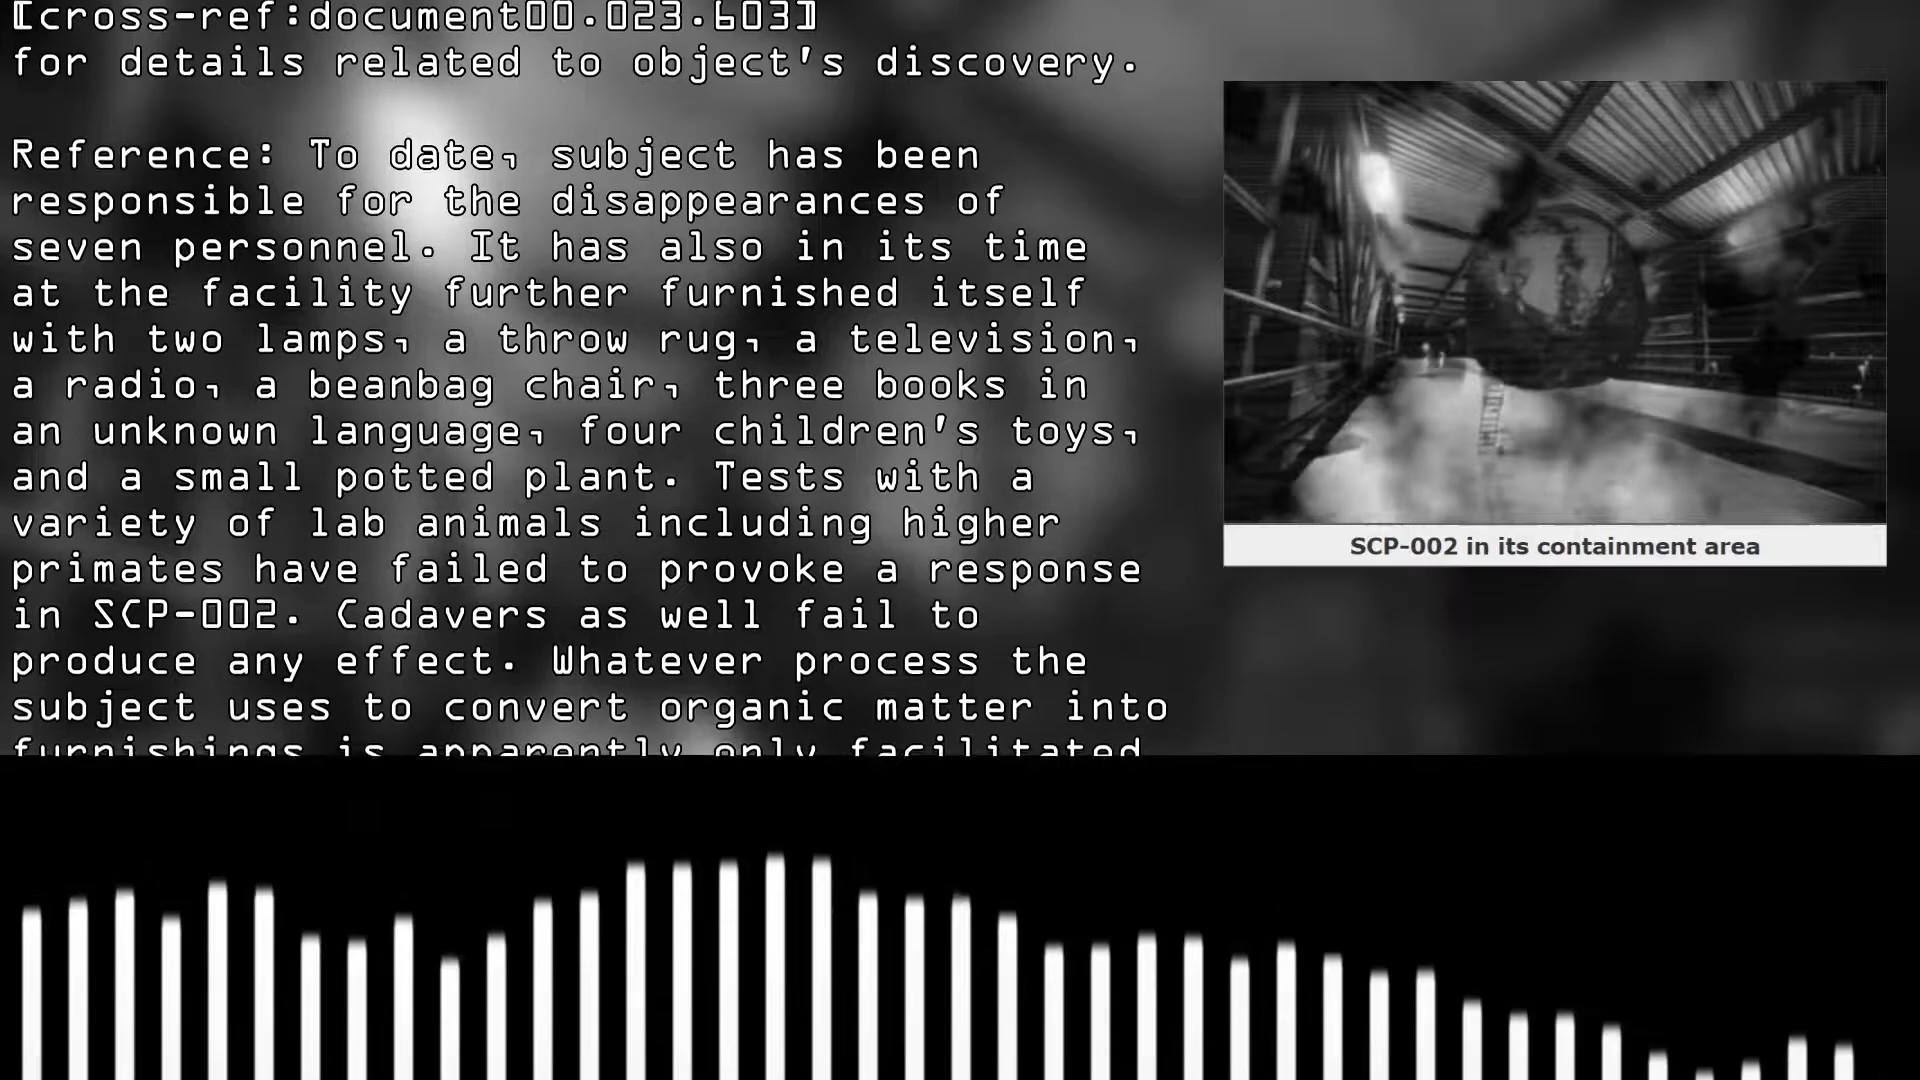 [cross-ref:document00.023.603]
for details related to object's discovery.
Reference: To date, subject has been
responsible for the disappearances of
seven personnel. It has also in its time
at the facility further furnished itself
with two lamps, a throw rug, a television,
a radio, a beanbag chair, three books in
an unknown language, four children's toys,
and a small potted plant. Tests with a
variety of lab animals including higher
primates have failed to provoke a response
in SCP-002. Cadavers as well fail to
produce any effect. Whatever process the
subject uses to convert organic matter into
furnishings is apparently only facilitated
SCP-002 in its containment area